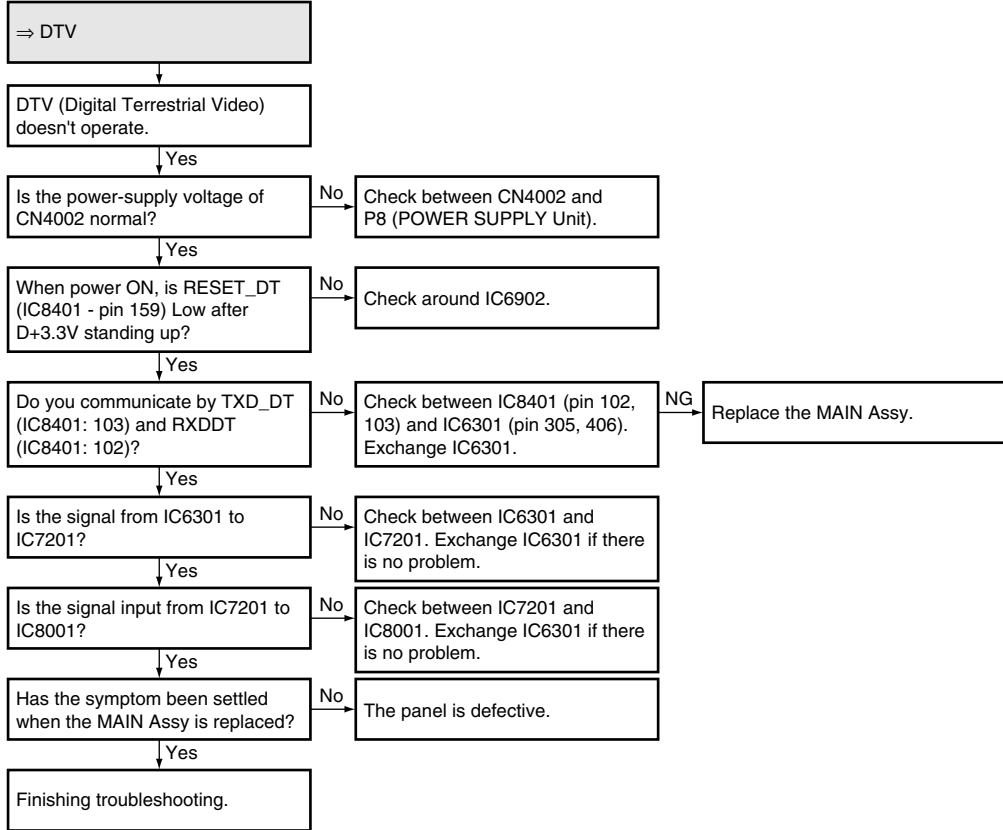 ⇒ DTV
DTV (Digital Terrestrial Video)
doesn't operate.
Yes
Is the power-supply voltage of
CN4002 normal?
No
Check between CN4002 and
P8 (POWER SUPPLY Unit).
Yes
When power ON, is RESET_DT
(IC8401 - pin 159) Low after
D+3.3V standing up?
No
Check around IC6902.
Yes
Do you communicate by TXD_DT
(IC8401: 103) and RXDDT
(IC8401: 102)?
No
Check between IC8401 (pin 102,
103) and IC6301 (pin 305, 406).
Exchange IC6301.
NG
Replace the MAIN Assy.
Yes
Is the signal from IC6301 to
IC7201?
No
Check between IC6301 and
IC7201. Exchange IC6301 if there
is no problem.
Yes
Is the signal input from IC7201 to
IC8001?
No
Check between IC7201 and
IC8001. Exchange IC6301 if there
is no problem.
Yes
Has the symptom been settled
when the MAIN Assy is replaced?
No
The panel is defective.
Yes
Finishing troubleshooting.